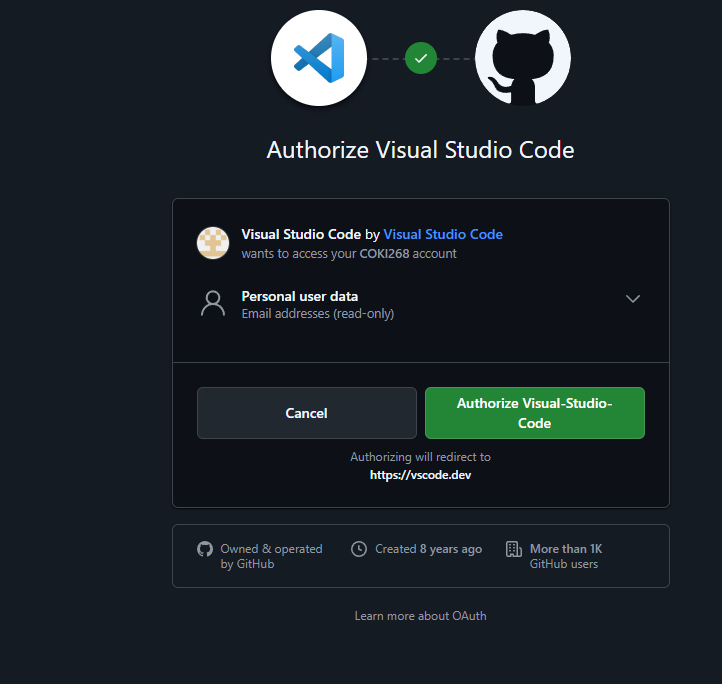 Authorize Visual Studio Code
Visual Studio Code by Visual Studio Code
wants to access your COKI268 account
Personal user data
Email addresses (read-only)
Cancel
Authorize Visual-Studio-
Code
Authorizing will redirect to
https://vscode.dev
Owned & operated
by GitHub
Created 8 years ago
More than 1K
GitHub users
Learn more about OAuth